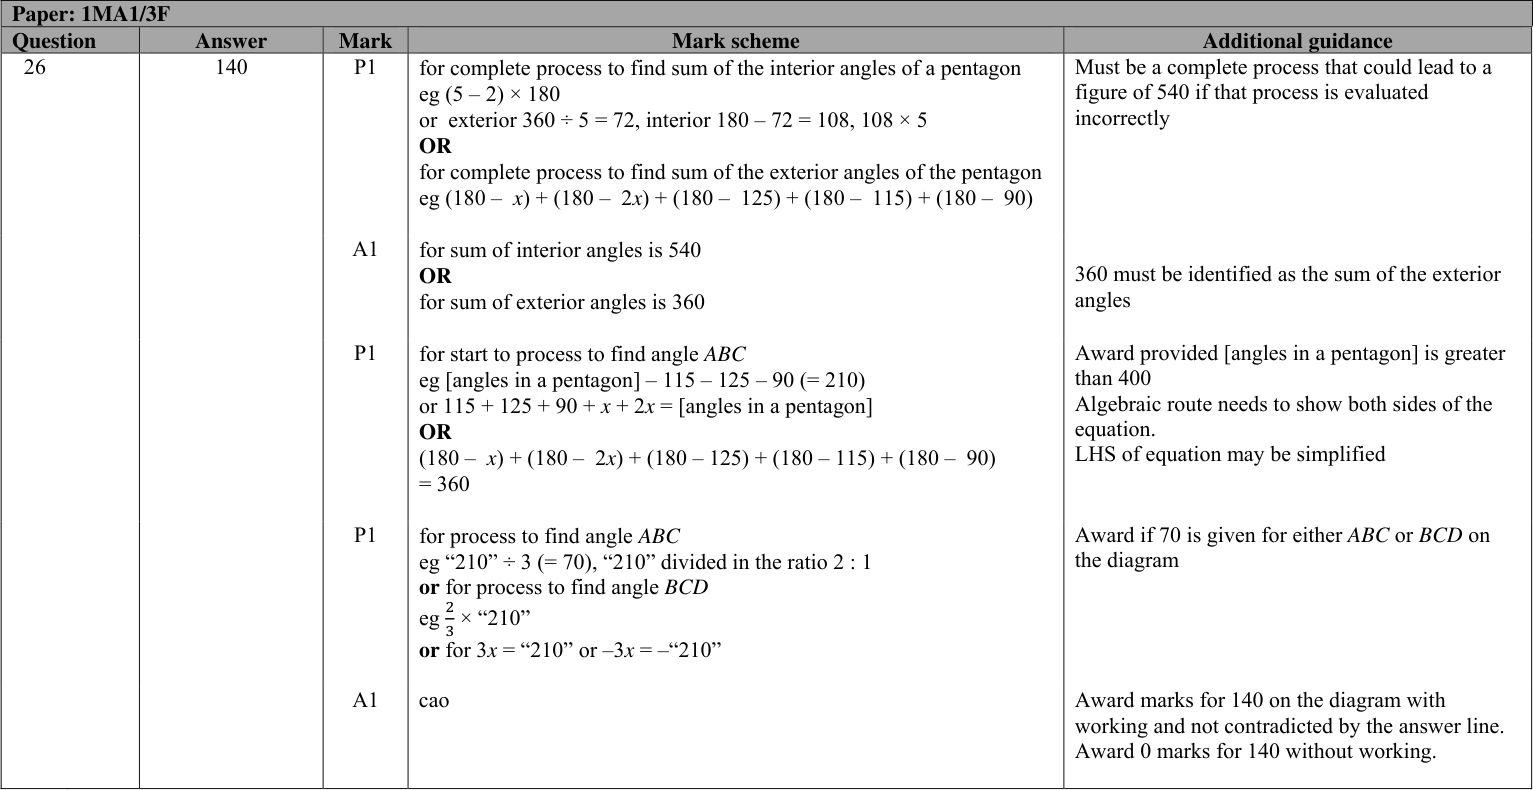 Paper: 1MA1/3F
Question Answer Mark Mark scheme Additional guidance
26 140 P1 for complete process to find sum of the interior angles of a pentagon Must be a complete process that could lead to a
eg (5 – 2) × 180 figure of 540 if that process is evaluated
or exterior 360 ÷ 5 = 72, interior 180 – 72 = 108, 108 × 5 incorrectly
OR
for complete process to find sum of the exterior angles of the pentagon
eg (180 – x) + (180 – 2x) + (180 – 125) + (180 – 115) + (180 – 90)
A1 for sum of interior angles is 540
OR 360 must be identified as the sum of the exterior
for sum of exterior angles is 360 angles
P1 for start to process to find angle ABC Award provided [angles in a pentagon] is greater
eg [angles in a pentagon] – 115 – 125 – 90 (= 210) than 400
or 115 + 125 + 90 + x + 2x = [angles in a pentagon] Algebraic route needs to show both sides of the
OR equation.
(180 – x) + (180 – 2x) + (180 – 125) + (180 – 115) + (180 – 90) LHS of equation may be simplified
= 360
P1 for process to find angle ABC Award if 70 is given for either ABC or BCD on
eg “210” ÷ 3 (= 70), “210” divided in the ratio 2 : 1 the diagram
or for process to find angle BCD
eg 2/3 × “210”
or for 3x = “210” or –3x = –“210”
A1 cao Award marks for 140 on the diagram with
working and not contradicted by the answer line.
Award 0 marks for 140 without working.